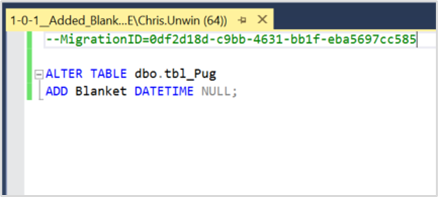 1-0-1__Added_Blank...E\Chris.Unwin (64))
--MigrationID=0df2d18d-c9bb-4631-bb1f-eba5697cc585
ALTER TABLE dbo.tbl_Pug
ADD Blanket DATETIME NULL;